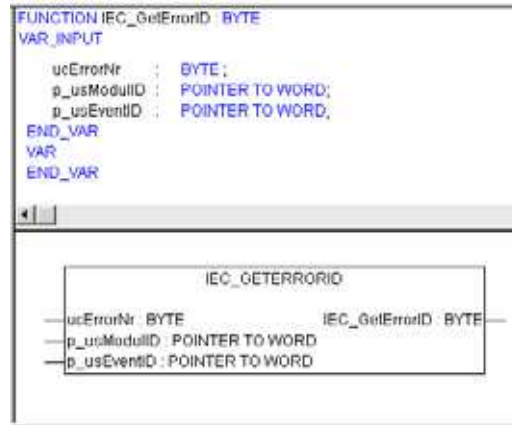 FUNCTION IEC_GetErrorID : BYTE
VAR_INPUT
ucErrorNr : BYTE;
p_usModulID : POINTER TO WORD;
p_usEventID : POINTER TO WORD;
END_VAR
VAR
END_VAR
IEC_GETERRORID
ucErrorNr : BYTE IEC_GetErrorID : BYTE
p_usModulID : POINTER TO WORD
p_usEventID : POINTER TO WORD